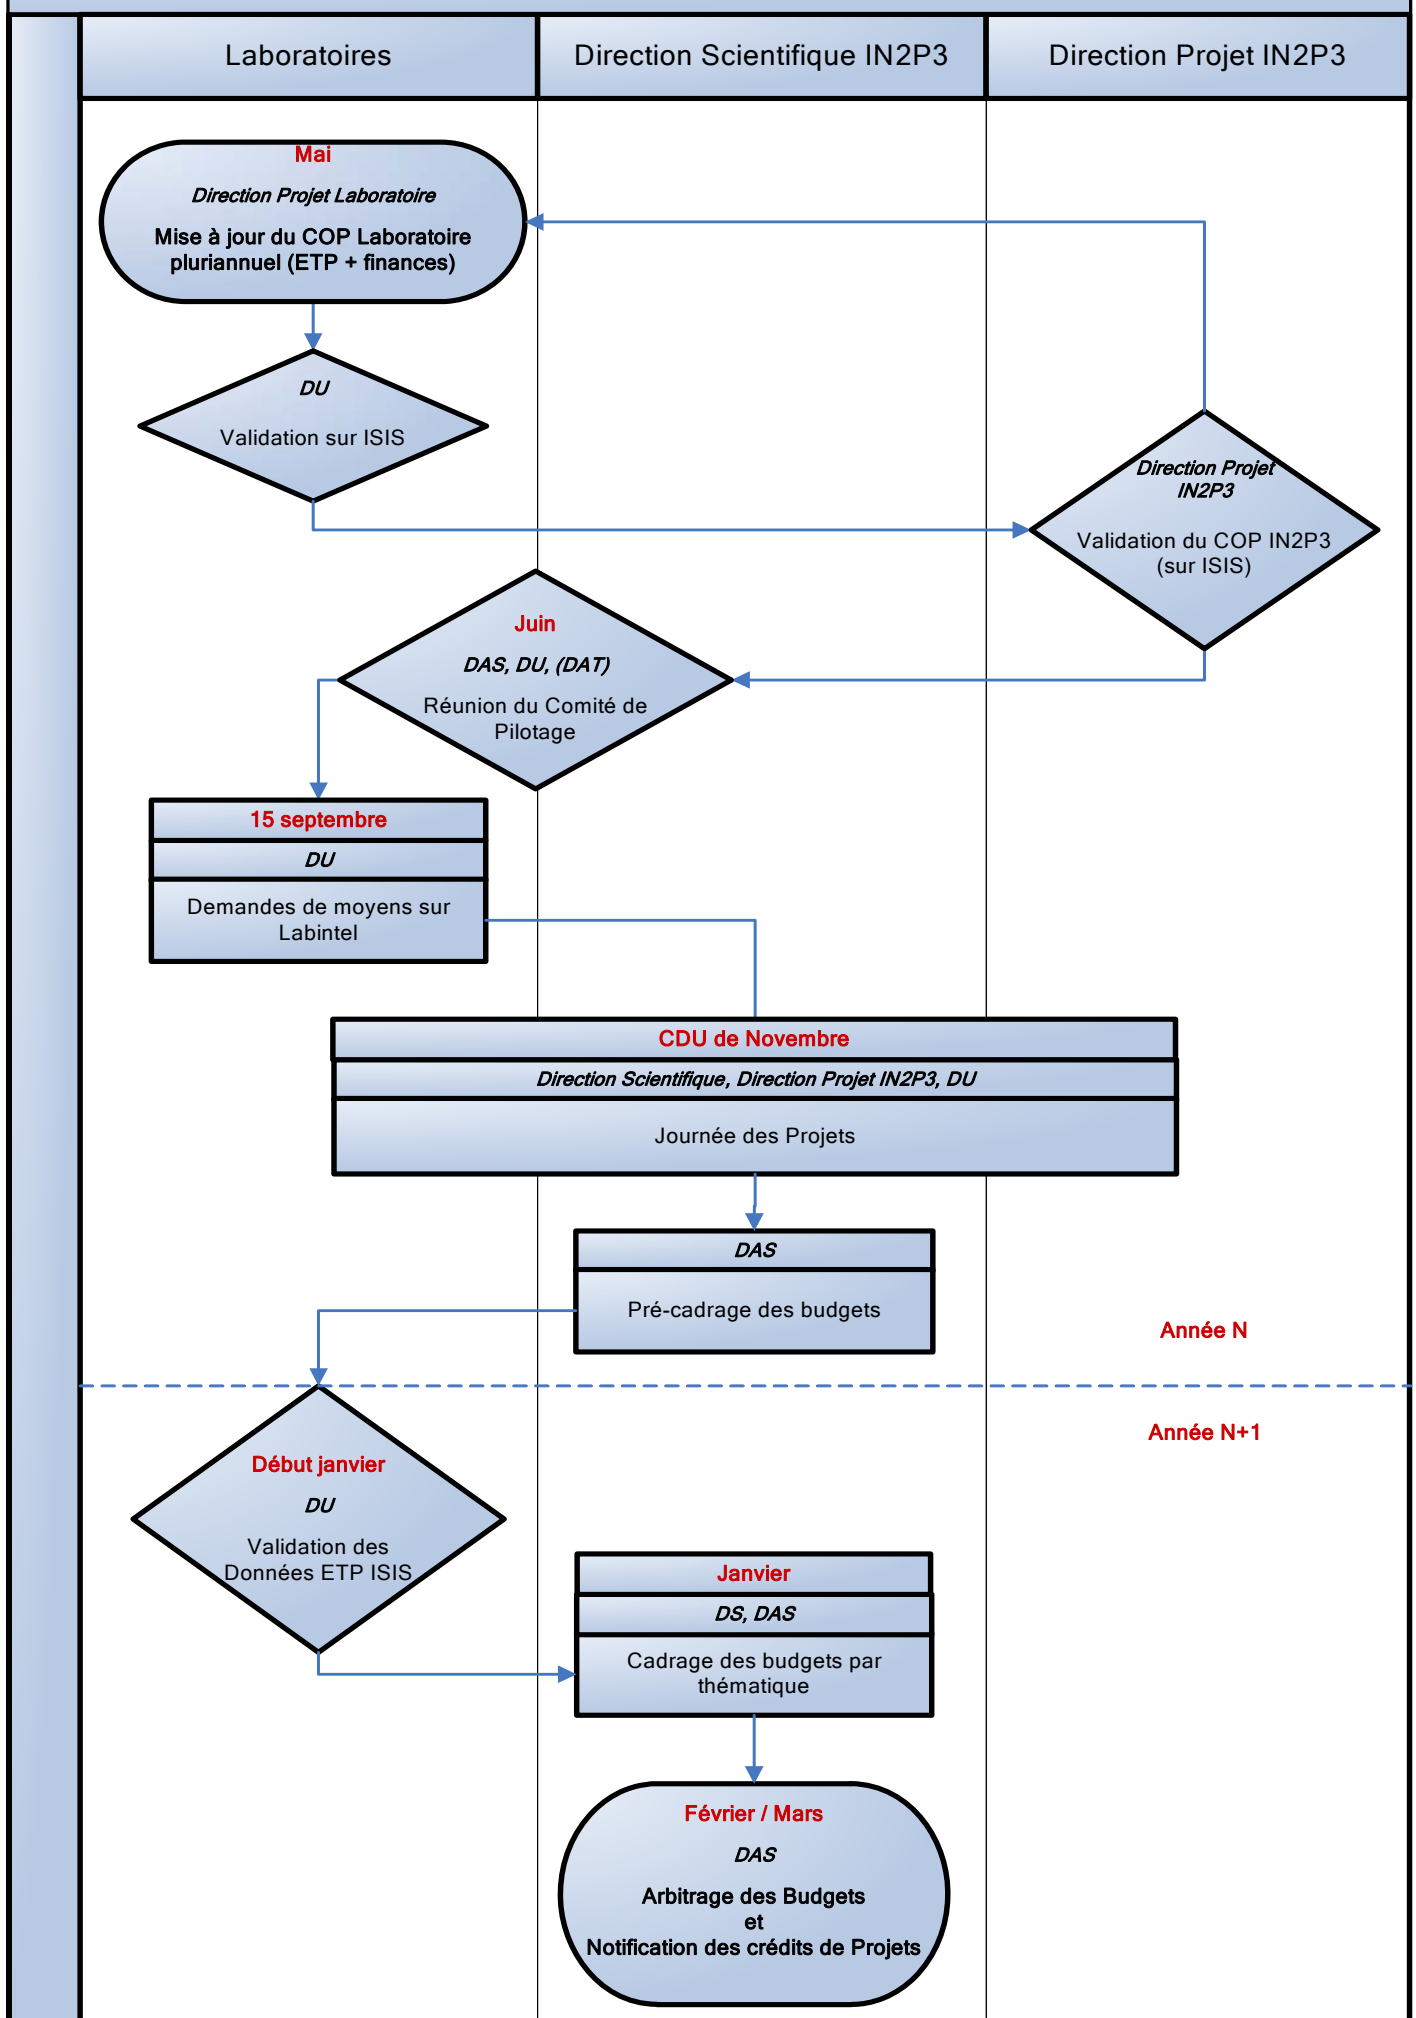 Laboratoires
Direction Scientifique IN2P3
Direction Projet IN2P3
Mai
Direction Projet Laboratoire
Mise à jour du COP Laboratoire
pluriannuel (ETP + finances)
DU
Validation sur ISIS
Direction Projet
IN2P3
Validation du COP IN2P3
(sur ISIS)
Juin
DAS, DU, (DAT)
Réunion du Comité de
Pilotage
15 septembre
DU
Demandes de moyens sur
Labintel
CDU de Novembre
Direction Scientifique, Direction Projet IN2P3, DU
Journée des Projets
DAS
Pré-cadrage des budgets
Année N
Année N+1
Début janvier
DU
Validation des
Données ETP ISIS
Janvier
DS, DAS
Cadrage des budgets par
thématique
Février / Mars
DAS
Arbitrage des Budgets
et
Notification des crédits de Projets